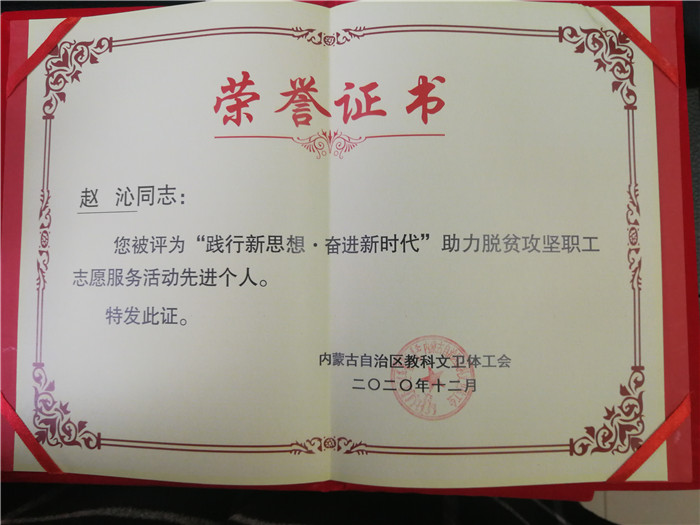 荣誉证书
赵 沁同志：
您被评为“践行新思想·奋进新时代”助力脱贫攻坚职工
志愿服务活动先进个人。
特发此证。
内蒙古自治区教科文卫体工会
二〇二〇年十二月